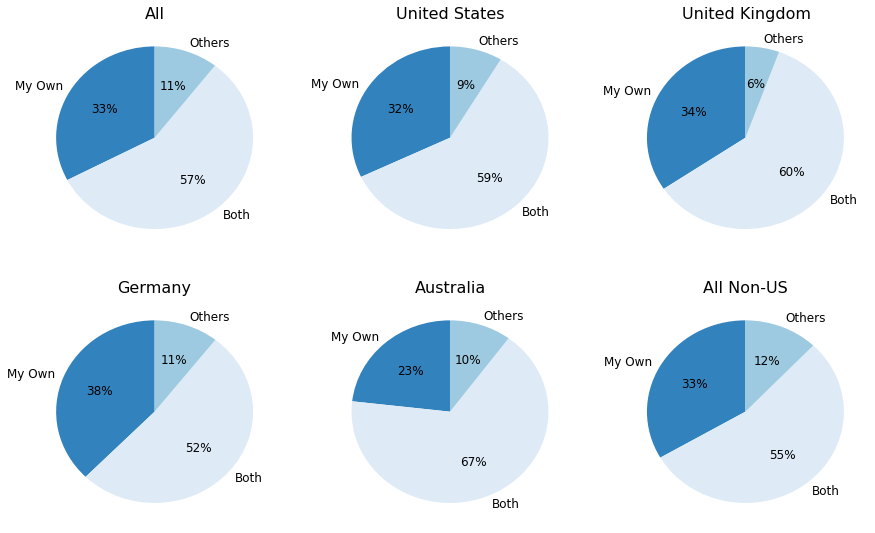 All
Others
My Own
11%
33%
57%
Both
United States
Others
My Own
9%
32%
59%
Both
United Kingdom
Others
My Own
6%
34%
60%
Both
Germany
Others
My Own
11%
38%
52%
Both
Australia
Others
My Own
10%
23%
67%
Both
All Non-US
Others
My Own
12%
33%
55%
Both